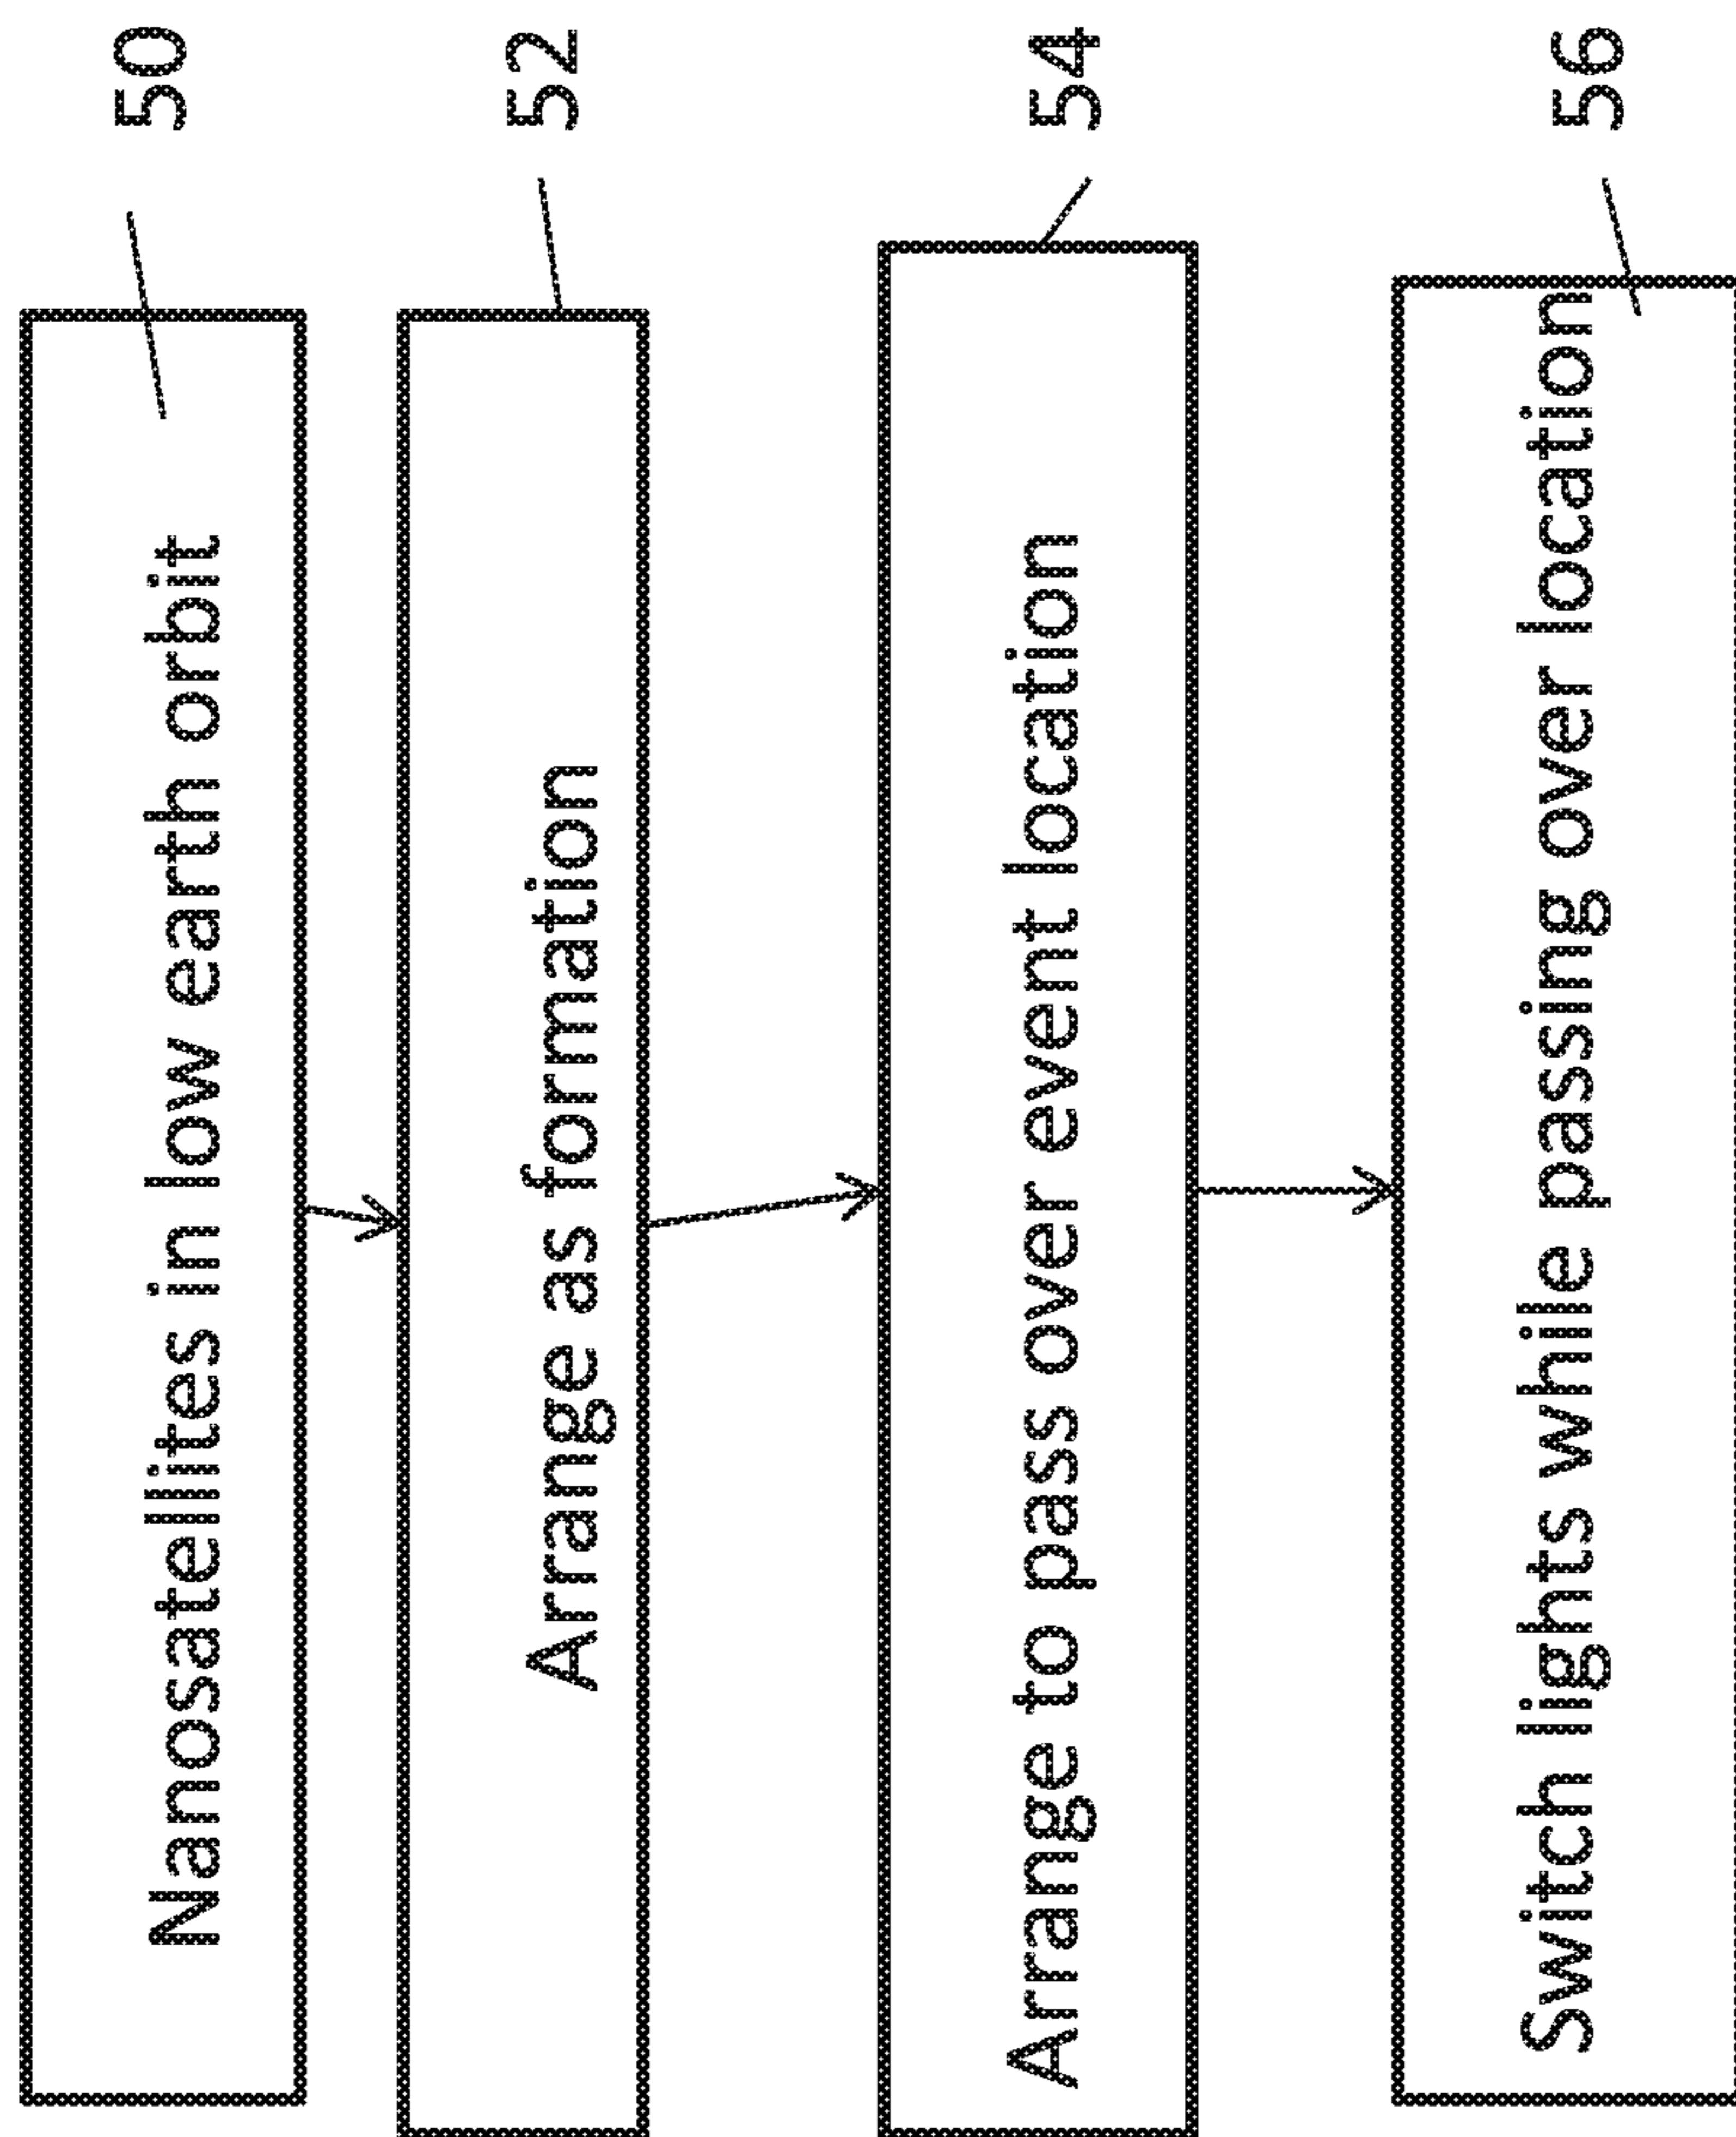 Nanosatellites in low earth orbit
50
Arrange as formation
52
Arrange to pass over event location
54
Switch lights while passing over location
56